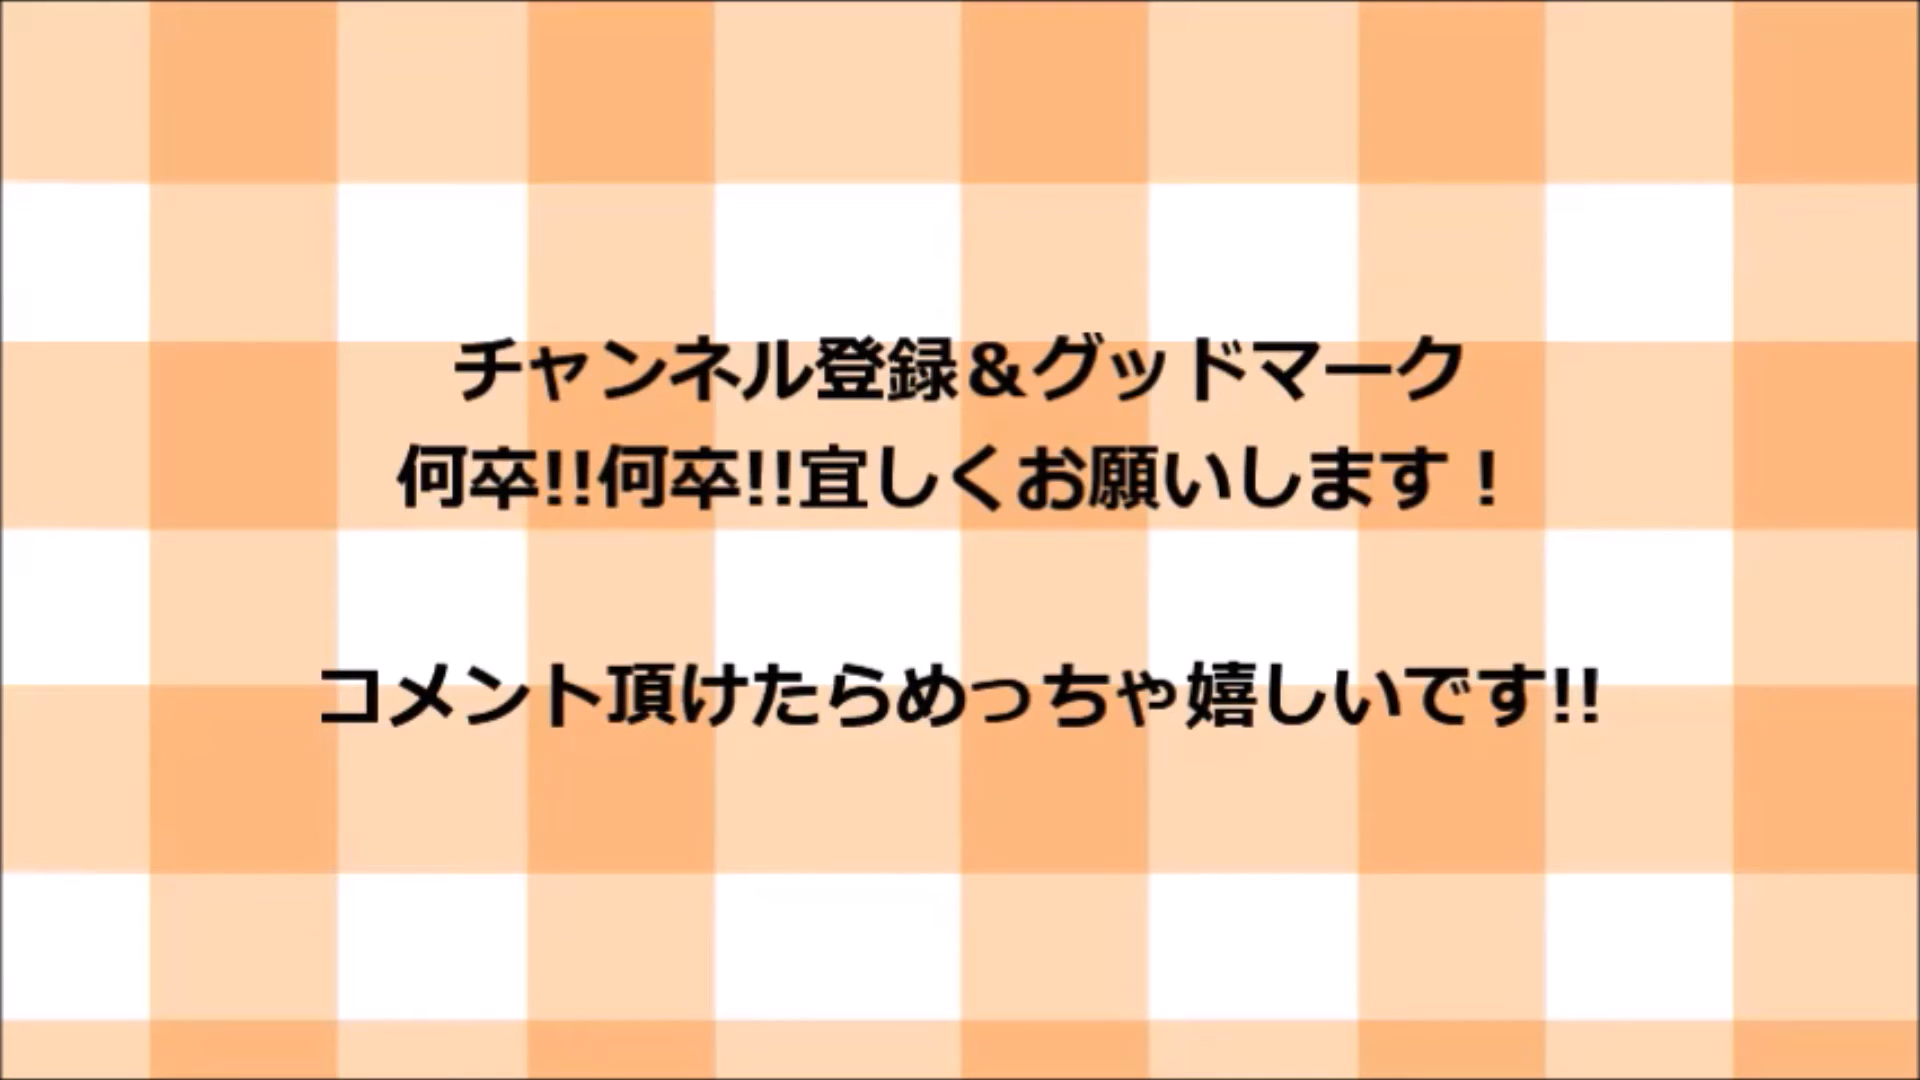 チャンネル登録＆グッドマーク
何卒!!何卒!!宜しくお願いします！
コメント頂けたらめっちゃ嬉しいです!!